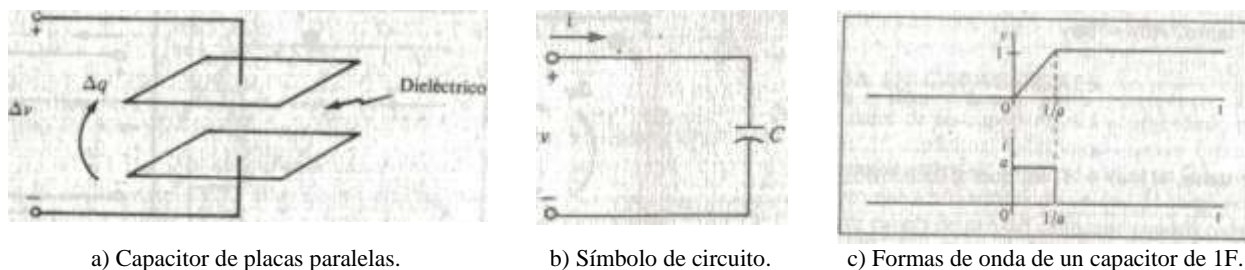 +
Δq
Δv
Dieléctrico
−
a) Capacitor de placas paralelas.
i
+
v
C
−
b) Símbolo de circuito.
v
1
0
1/a
t
i
a
0
1/a
t
c) Formas de onda de un capacitor de 1F.